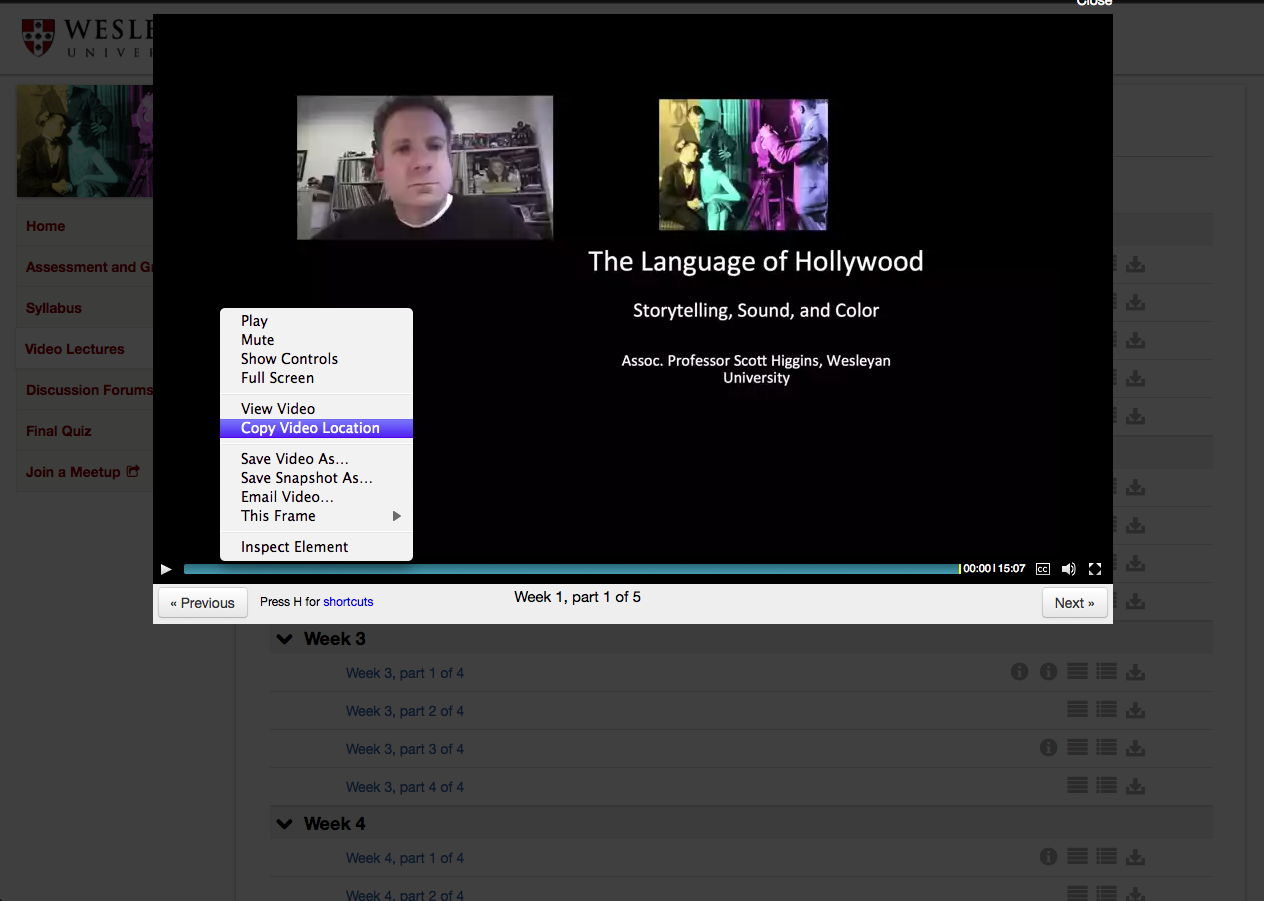 Close
WESLE
UNIVER
Home
Assessment and Gr
Syllabus
Video Lectures
Discussion Forums
Final Quiz
Join a Meetup
The Language of Hollywood
Storytelling, Sound, and Color
Assoc. Professor Scott Higgins, Wesleyan
University
Play
Mute
Show Controls
Full Screen
View Video
Copy Video Location
Save Video As...
Save Snapshot As...
Email Video...
This Frame
Inspect Element
00:00 | 15:07
CC
« Previous
Press H for shortcuts
Week 1, part 1 of 5
Next »
Week 3
Week 3, part 1 of 4
Week 3, part 2 of 4
Week 3, part 3 of 4
Week 3, part 4 of 4
Week 4
Week 4, part 1 of 4
Week 4, part 2 of 4